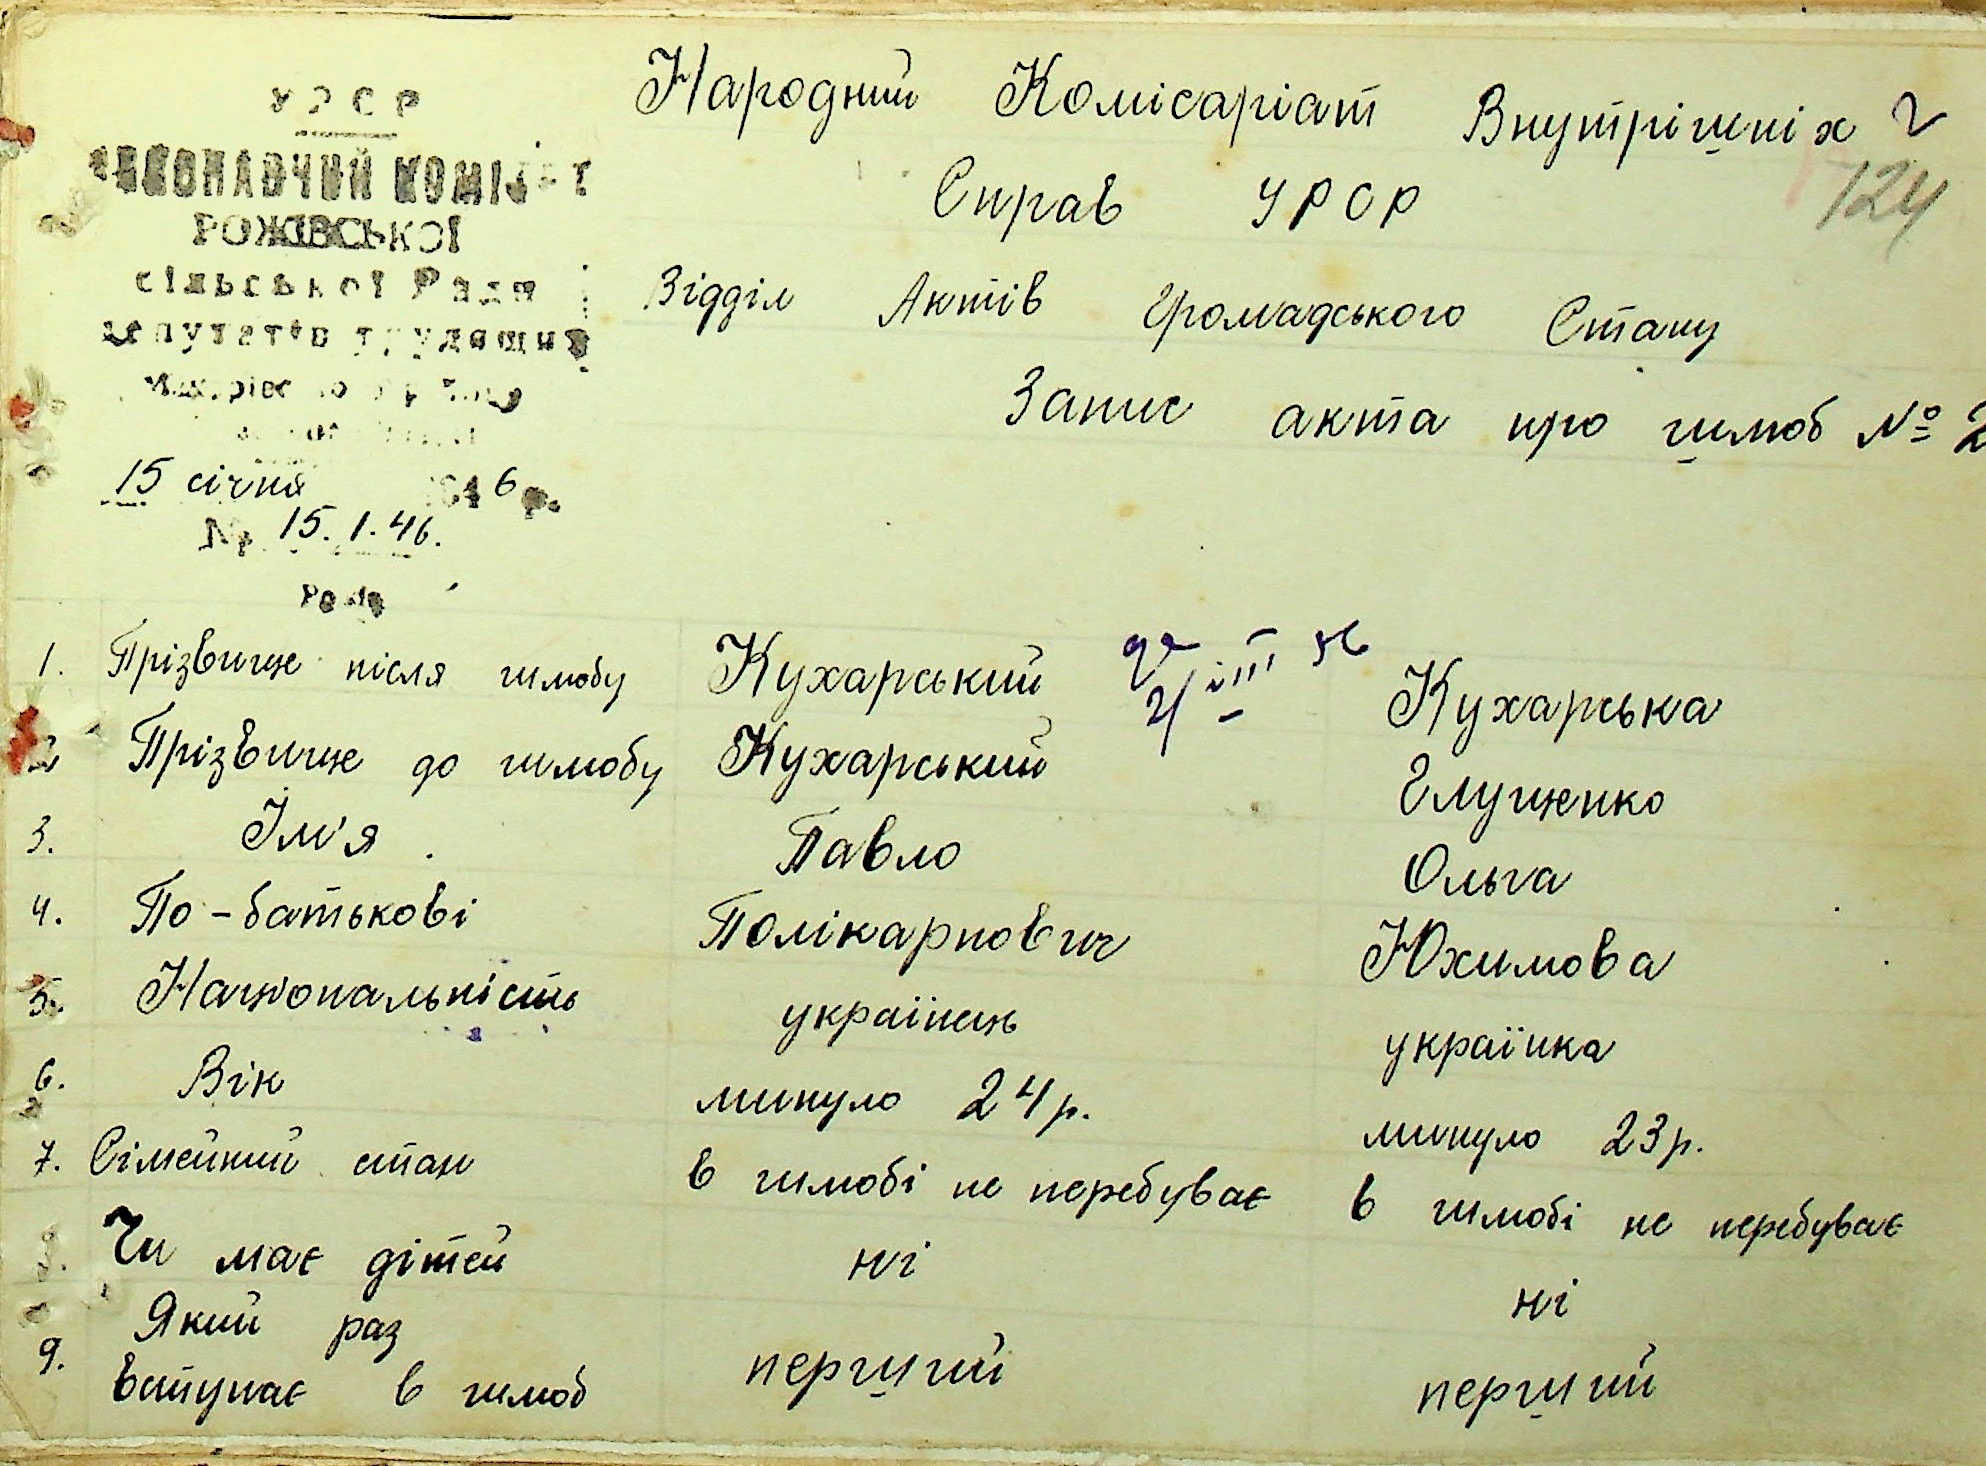 УРСР
ВИКОНАВЧИЙ КОМІТЕТ
РОЖІВСЬКОЇ
сільської Ради
депутатів трудящих
15 січня 1946 р.
№ 15.1.46.
Народний Комісаріат Внутрішніх
124
Справ УРСР
Відділ Актів Громадського Стану
Запис акта про шлюб № 2
1. Прізвище після шлюбу Кухарський Кухарська
2 Прізвище до шлюбу Кухарський Глущенко
3. Ім'я Павло Ольга
4. По-батькові Полікарпович Юхимова
5. Національність українець українка
6. Вік минуло 24 р. минуло 23 р.
7. Сімейний стан в шлюбі не перебуває в шлюбі не перебуває
8. Чи має дітей ні ні
9. Який раз
вступає в шлюб перший перший